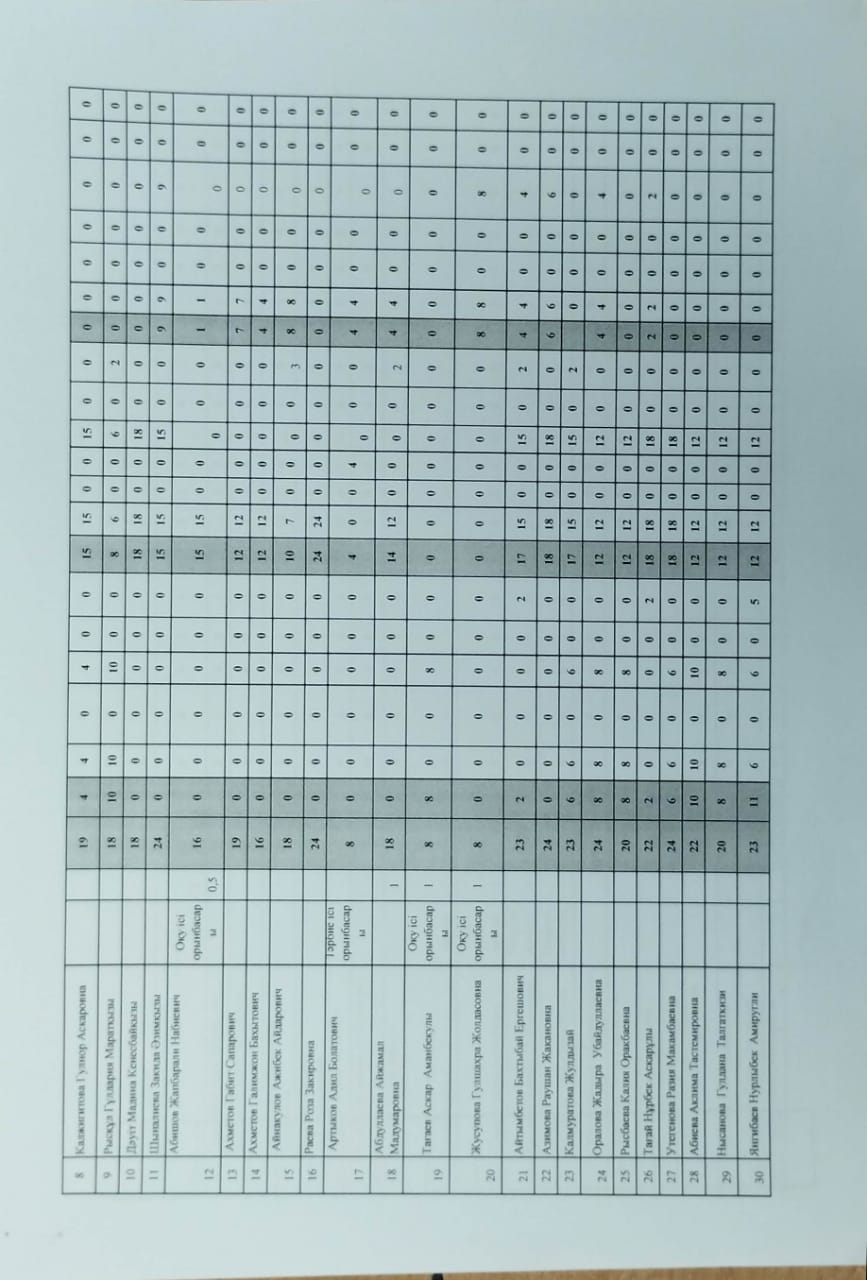 8 Калжигитова Гулнор Аскаровна 19 4 4 0 4 0 0 15 15 0 0 15 0 0 0 0 0 0 0 0 0
9 Рысқұл Гүллария Маратқызы 18 10 10 0 10 0 0 8 6 0 0 6 0 2 0 0 0 0 0 0 0
10 Дәуіт Мадина Кенесбайқызы 18 0 0 0 0 0 0 18 18 0 0 18 0 0 0 0 0 0 0 0 0
11 Шыналиева Закида Әзимқызы 24 0 0 0 0 0 0 15 15 0 0 15 0 0 9 9 0 0 9 0 0
12 Абишов Жанбарали Набиевич Оқу ісі орынбасары 0,5 16 0 0 0 0 0 0 15 15 0 0 0 0 0 1 1 0 0 0 0 0
13 Ахметов Габит Сапарович 19 0 0 0 0 0 0 12 12 0 0 0 0 0 7 7 0 0 0 0 0
14 Ахметов Галимжон Бахытович 16 0 0 0 0 0 0 12 12 0 0 0 0 0 4 4 0 0 0 0 0
15 Айнакулов Ажибек Айдарович 18 0 0 0 0 0 0 10 7 0 0 0 0 3 8 8 0 0 0 0 0
16 Раева Роза Закировна 24 0 0 0 0 0 0 24 24 0 0 0 0 0 0 0 0 0 0 0 0
17 Артыков Адил Болатович Тәрбие ісі орынбасары 8 0 0 0 0 0 0 4 0 0 4 0 0 0 4 4 0 0 0 0 0
18 Абдуллаева Айжамал Мадумаровна 1 18 0 0 0 0 0 0 14 12 0 0 0 0 2 4 4 0 0 0 0 0
19 Тагаев Аскар Аманбекулы Оқу ісі орынбасары 1 8 8 0 0 8 0 0 0 0 0 0 0 0 0 0 0 0 0 0 0 0
20 Жусупова Гулшахра Жолдасовна Оқу ісі орынбасары 1 8 0 0 0 0 0 0 0 0 0 0 0 0 0 8 8 0 0 8 0 0
21 Айтымбетов Бахтыбай Ергешович 23 2 0 0 0 0 2 17 15 0 0 15 0 2 4 4 0 0 4 0 0
22 Азимова Раушан Жакановна 24 0 0 0 0 0 0 18 18 0 0 18 0 0 6 6 0 0 6 0 0
23 Калмуратова Жулдызай 23 6 6 0 6 0 0 17 15 0 0 15 0 2 0 0 0 0 0 0
24 Оралова Жадыра Убайдуллаевна 24 8 8 0 8 0 0 12 12 0 0 12 0 0 4 4 0 0 4 0 0
25 Рысбаева Калия Оракбаевна 20 8 8 0 8 0 0 12 12 0 0 12 0 0 0 0 0 0 0 0 0
26 Тағай Нұрбек Асқарұлы 22 2 0 0 0 0 2 18 18 0 0 18 0 0 2 2 0 0 2 0 0
27 Утегенова Разия Макамбаевна 24 6 6 0 6 0 0 18 18 0 0 18 0 0 0 0 0 0 0 0 0
28 Абиева Аклима Тастемировна 22 10 10 0 10 0 0 12 12 0 0 12 0 0 0 0 0 0 0 0 0
29 Нысанова Гулдана Талгаткизи 20 8 8 0 8 0 0 12 12 0 0 12 0 0 0 0 0 0 0 0 0
30 Янгибаев Нурлыбек Амиругли 23 11 6 0 6 0 5 12 12 0 0 12 0 0 0 0 0 0 0 0 0